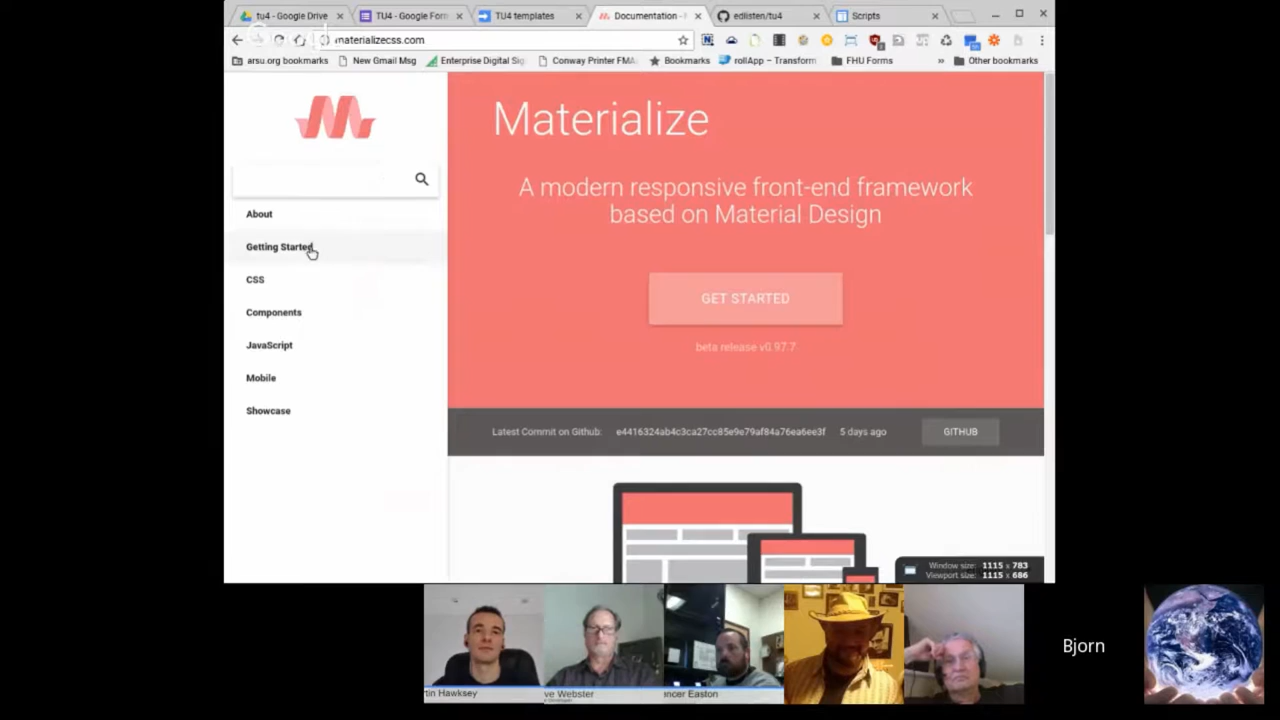 tu4 - Google Drive
TU4 - Google Form
TU4 templates
Documentation - M
edlisten/tu4
Scripts
materializecss.com
arsu.org bookmarks
New Gmail Msg
Enterprise Digital Sig
Conway Printer FMA
Bookmarks
rollApp – Transform
FHU Forms
»
Other bookmarks
Materialize
A modern responsive front-end framework
based on Material Design
About
Getting Started
CSS
Components
JavaScript
Mobile
Showcase
GET STARTED
beta release v0.97.7
Latest Commit on Github: e4416324ab4c3ca27cc85e9e79af84a76ea6ee3f 5 days ago GITHUB
Window size: 1115 x 783
Viewport size: 1115 x 686
tin Hawksey
ve Webster
ncer Easton
Bjorn